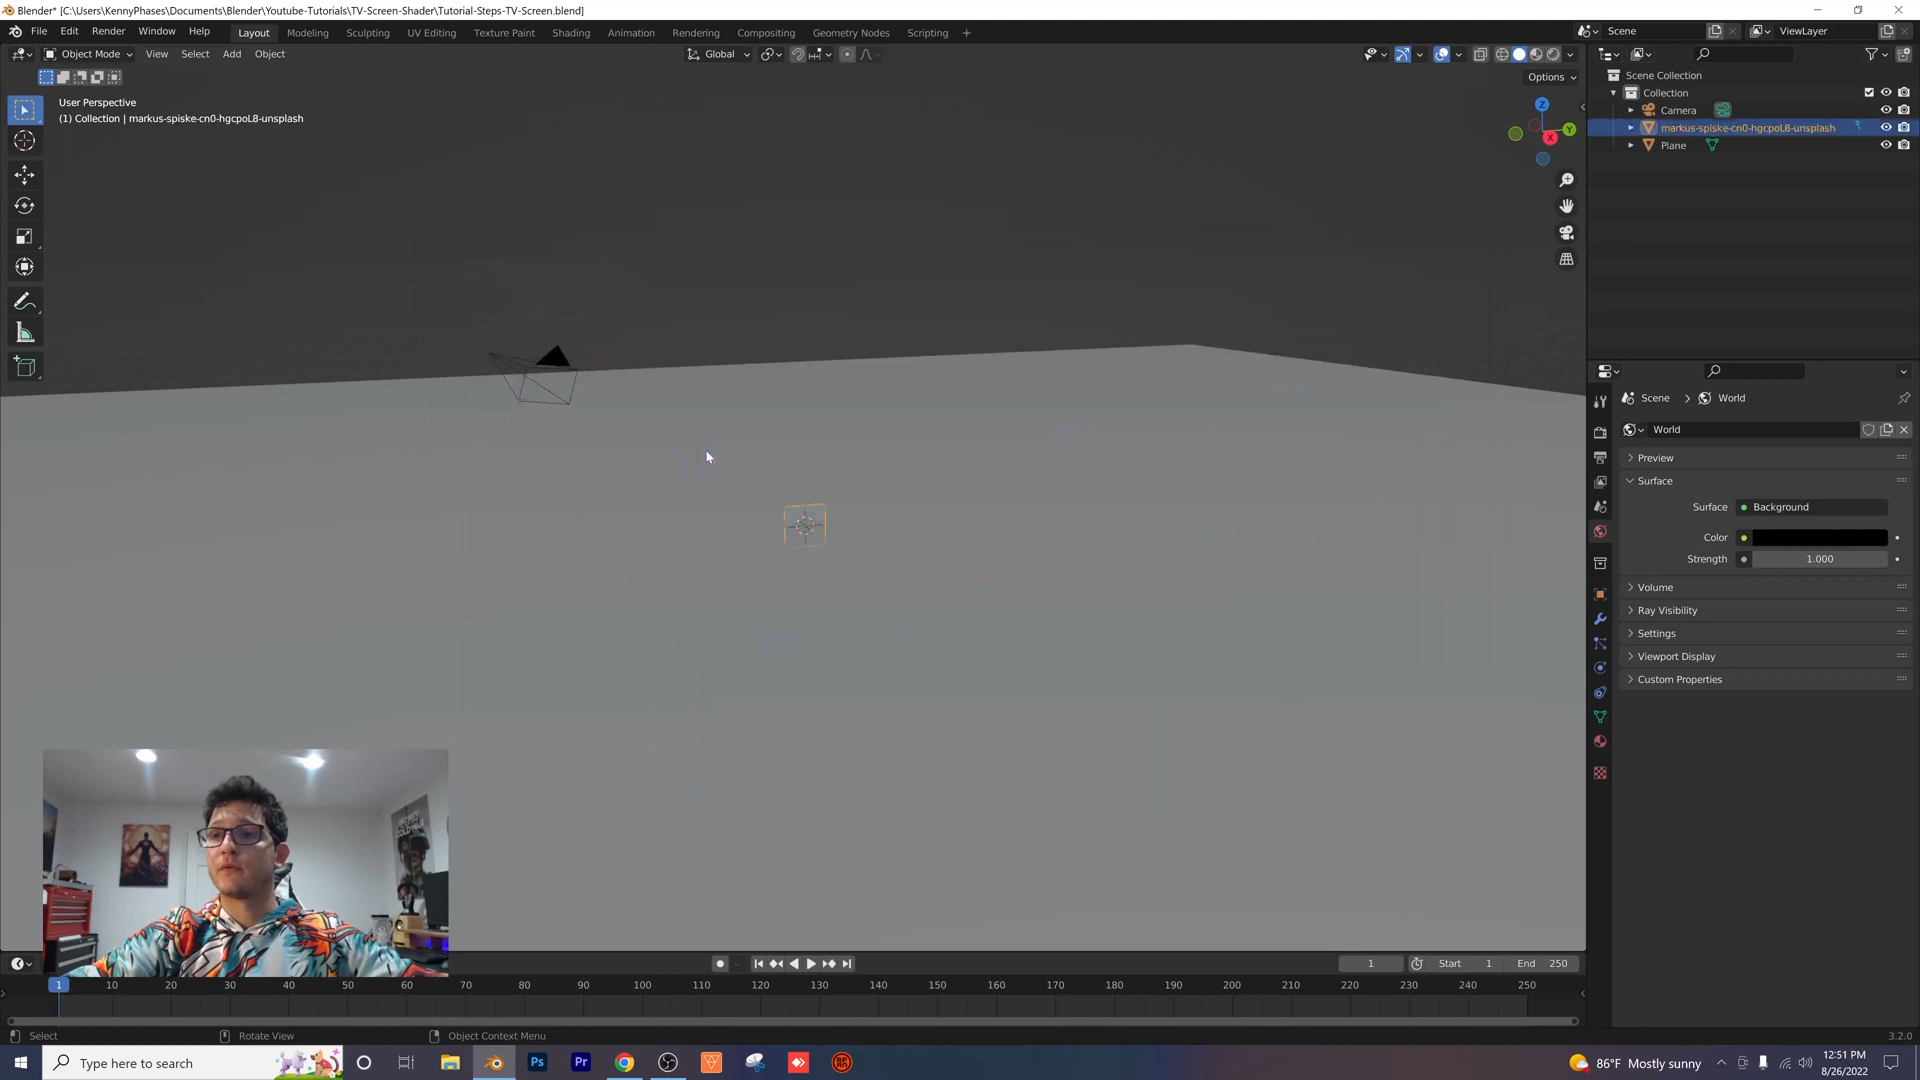 Blender* [C:\Users\KennyPhases\Documents\Blender\Youtube-Tutorials\TV-Screen-Shader\Tutorial-Steps-TV-Screen.blend]
File Edit Render Window Help Layout Modeling Sculpting UV Editing Texture Paint Shading Animation Rendering Compositing Geometry Nodes Scripting + Scene ViewLayer
Object Mode View Select Add Object Global
Options
User Perspective
(1) Collection | markus-spiske-cn0-hgcpoL8-unsplash
Z
Y
X
Scene Collection
Collection
Camera
markus-spiske-cn0-hgcpoL8-unsplash
Plane
Scene > World
World
Preview
Surface
Surface Background
Color
Strength 1.000
Volume
Ray Visibility
Settings
Viewport Display
Custom Properties
COLD WAR
1 Start 1 End 250
1 10 20 30 40 50 60 70 80 90 100 110 120 130 140 150 160 170 180 190 200 210 220 230 240 250
Select Rotate View Object Context Menu 3.2.0
Type here to search Ps Pr 86°F Mostly sunny 12:51 PM
8/26/2022